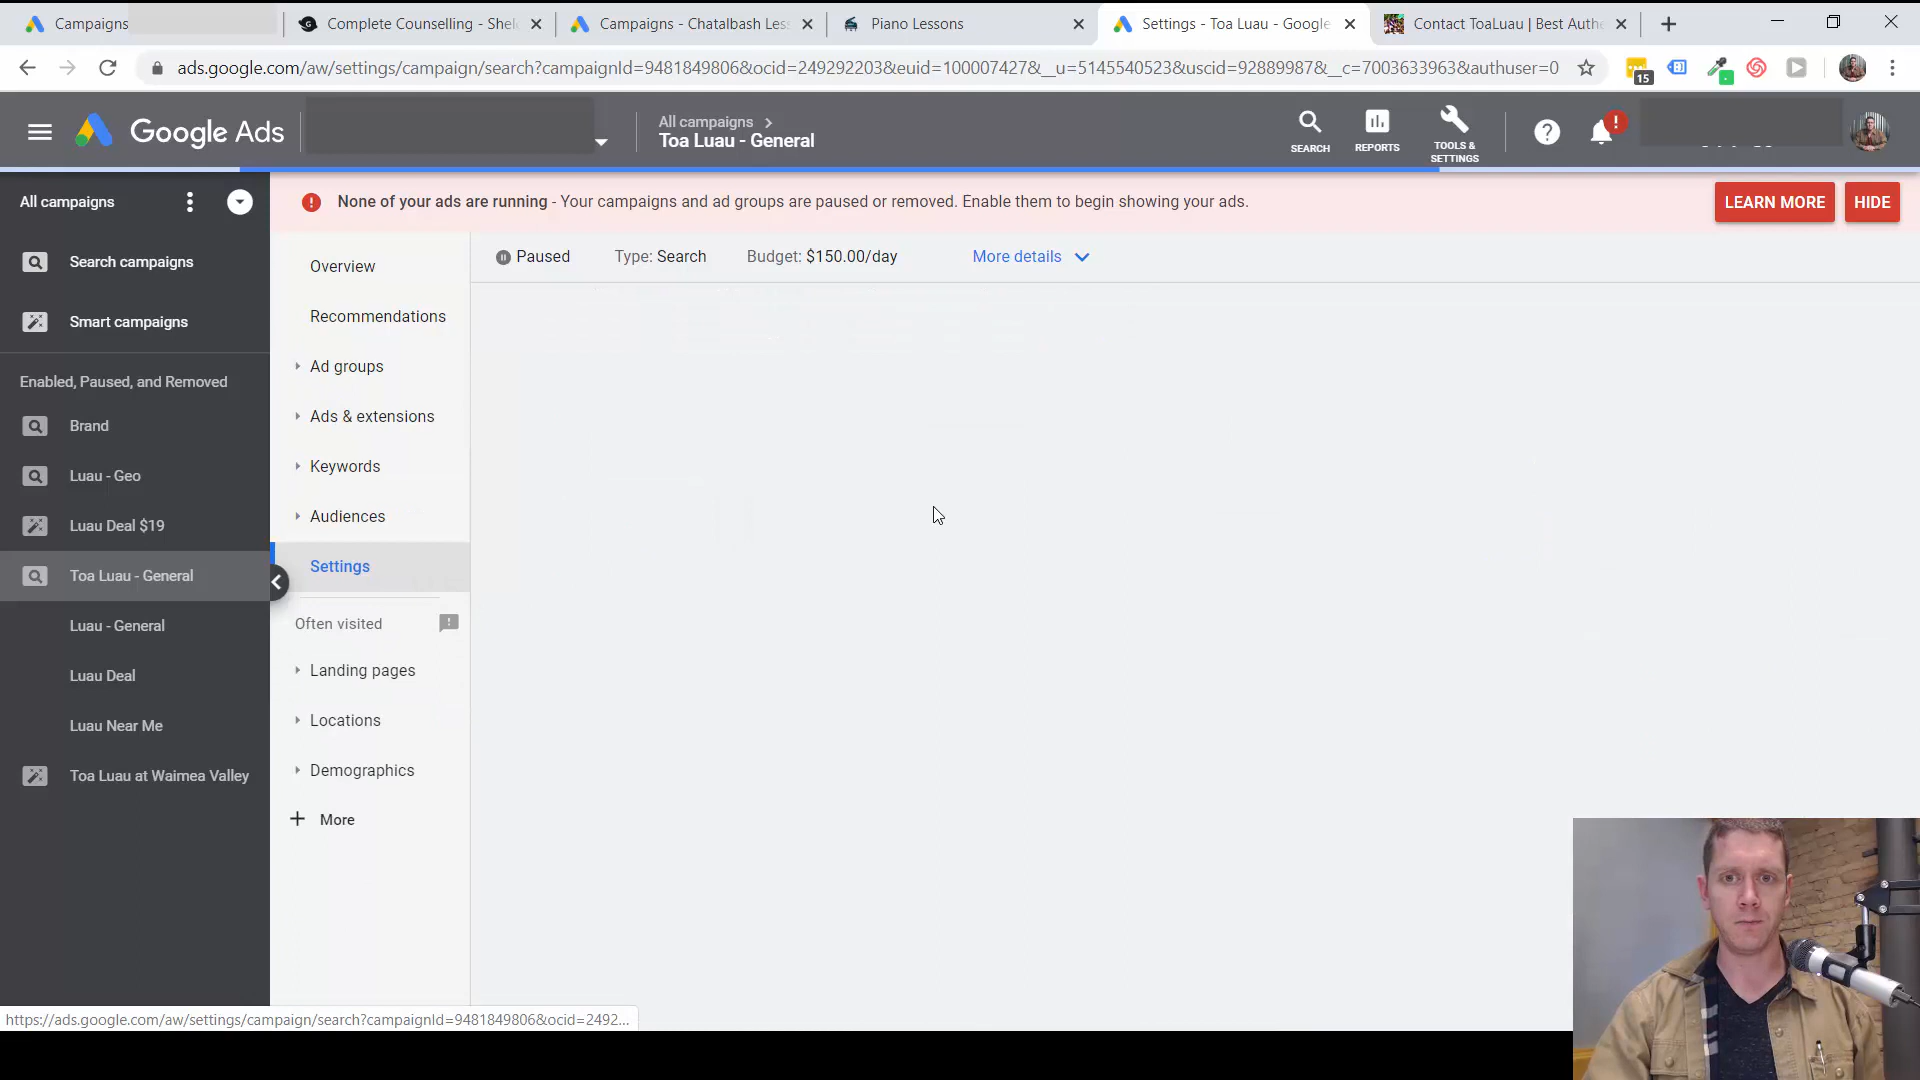 Campaigns
Complete Counselling - Shel
Campaigns - Chatalbash Less
Piano Lessons
Settings - Toa Luau - Google
Contact ToaLuau | Best Authe
ads.google.com/aw/settings/campaign/search?campaignId=9481849806&ocid=249292203&euid=100007427&__u=5145540523&uscid=92889987&__c=7003633963&authuser=0
15
Google Ads
All campaigns
Toa Luau - General
SEARCH
REPORTS
TOOLS & SETTINGS
All campaigns
None of your ads are running - Your campaigns and ad groups are paused or removed. Enable them to begin showing your ads.
LEARN MORE
HIDE
Search campaigns
Smart campaigns
Enabled, Paused, and Removed
Brand
Luau - Geo
Luau Deal $19
Toa Luau - General
Luau - General
Luau Deal
Luau Near Me
Toa Luau at Waimea Valley
Overview
Recommendations
Ad groups
Ads & extensions
Keywords
Audiences
Settings
Often visited
Landing pages
Locations
Demographics
More
Paused
Type: Search
Budget: $150.00/day
More details
https://ads.google.com/aw/settings/campaign/search?campaignId=9481849806&ocid=2492...